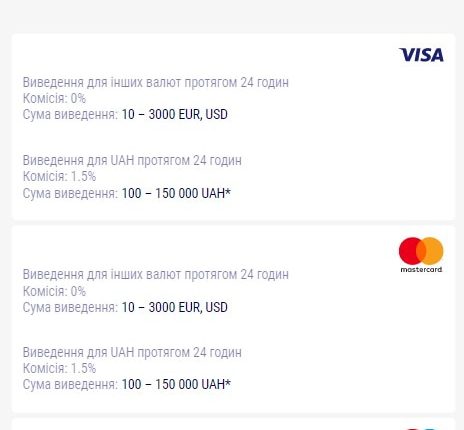 VISA
Виведення для інших валют протягом 24 годин
Комісія: 0%
Сума виведення: 10 – 3000 EUR, USD
Виведення для UAH протягом 24 годин
Комісія: 1.5%
Сума виведення: 100 – 150 000 UAH*
mastercard
Виведення для інших валют протягом 24 годин
Комісія: 0%
Сума виведення: 10 – 3000 EUR, USD
Виведення для UAH протягом 24 годин
Комісія: 1.5%
Сума виведення: 100 – 150 000 UAH*